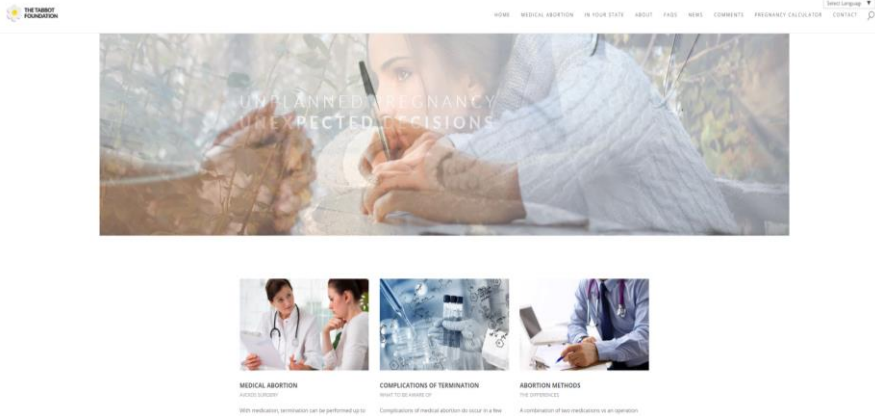 Select Languag ▼
THE TABBOT
FOUNDATION
HOME MEDICAL ABORTION IN YOUR STATE ABOUT FAQS NEWS COMMENTS PREGNANCY CALCULATOR CONTACT
UNPLANNED PREGNANCY
UNEXPECTED DECISIONS
MEDICAL ABORTION
AVOIDS SURGERY
With medication, termination can be performed up to
COMPLICATIONS OF TERMINATION
WHAT TO BE AWARE OF
Complications of medical abortion do occur in a few
ABORTION METHODS
THE DIFFERENCES
A combination of two medications vs an operation